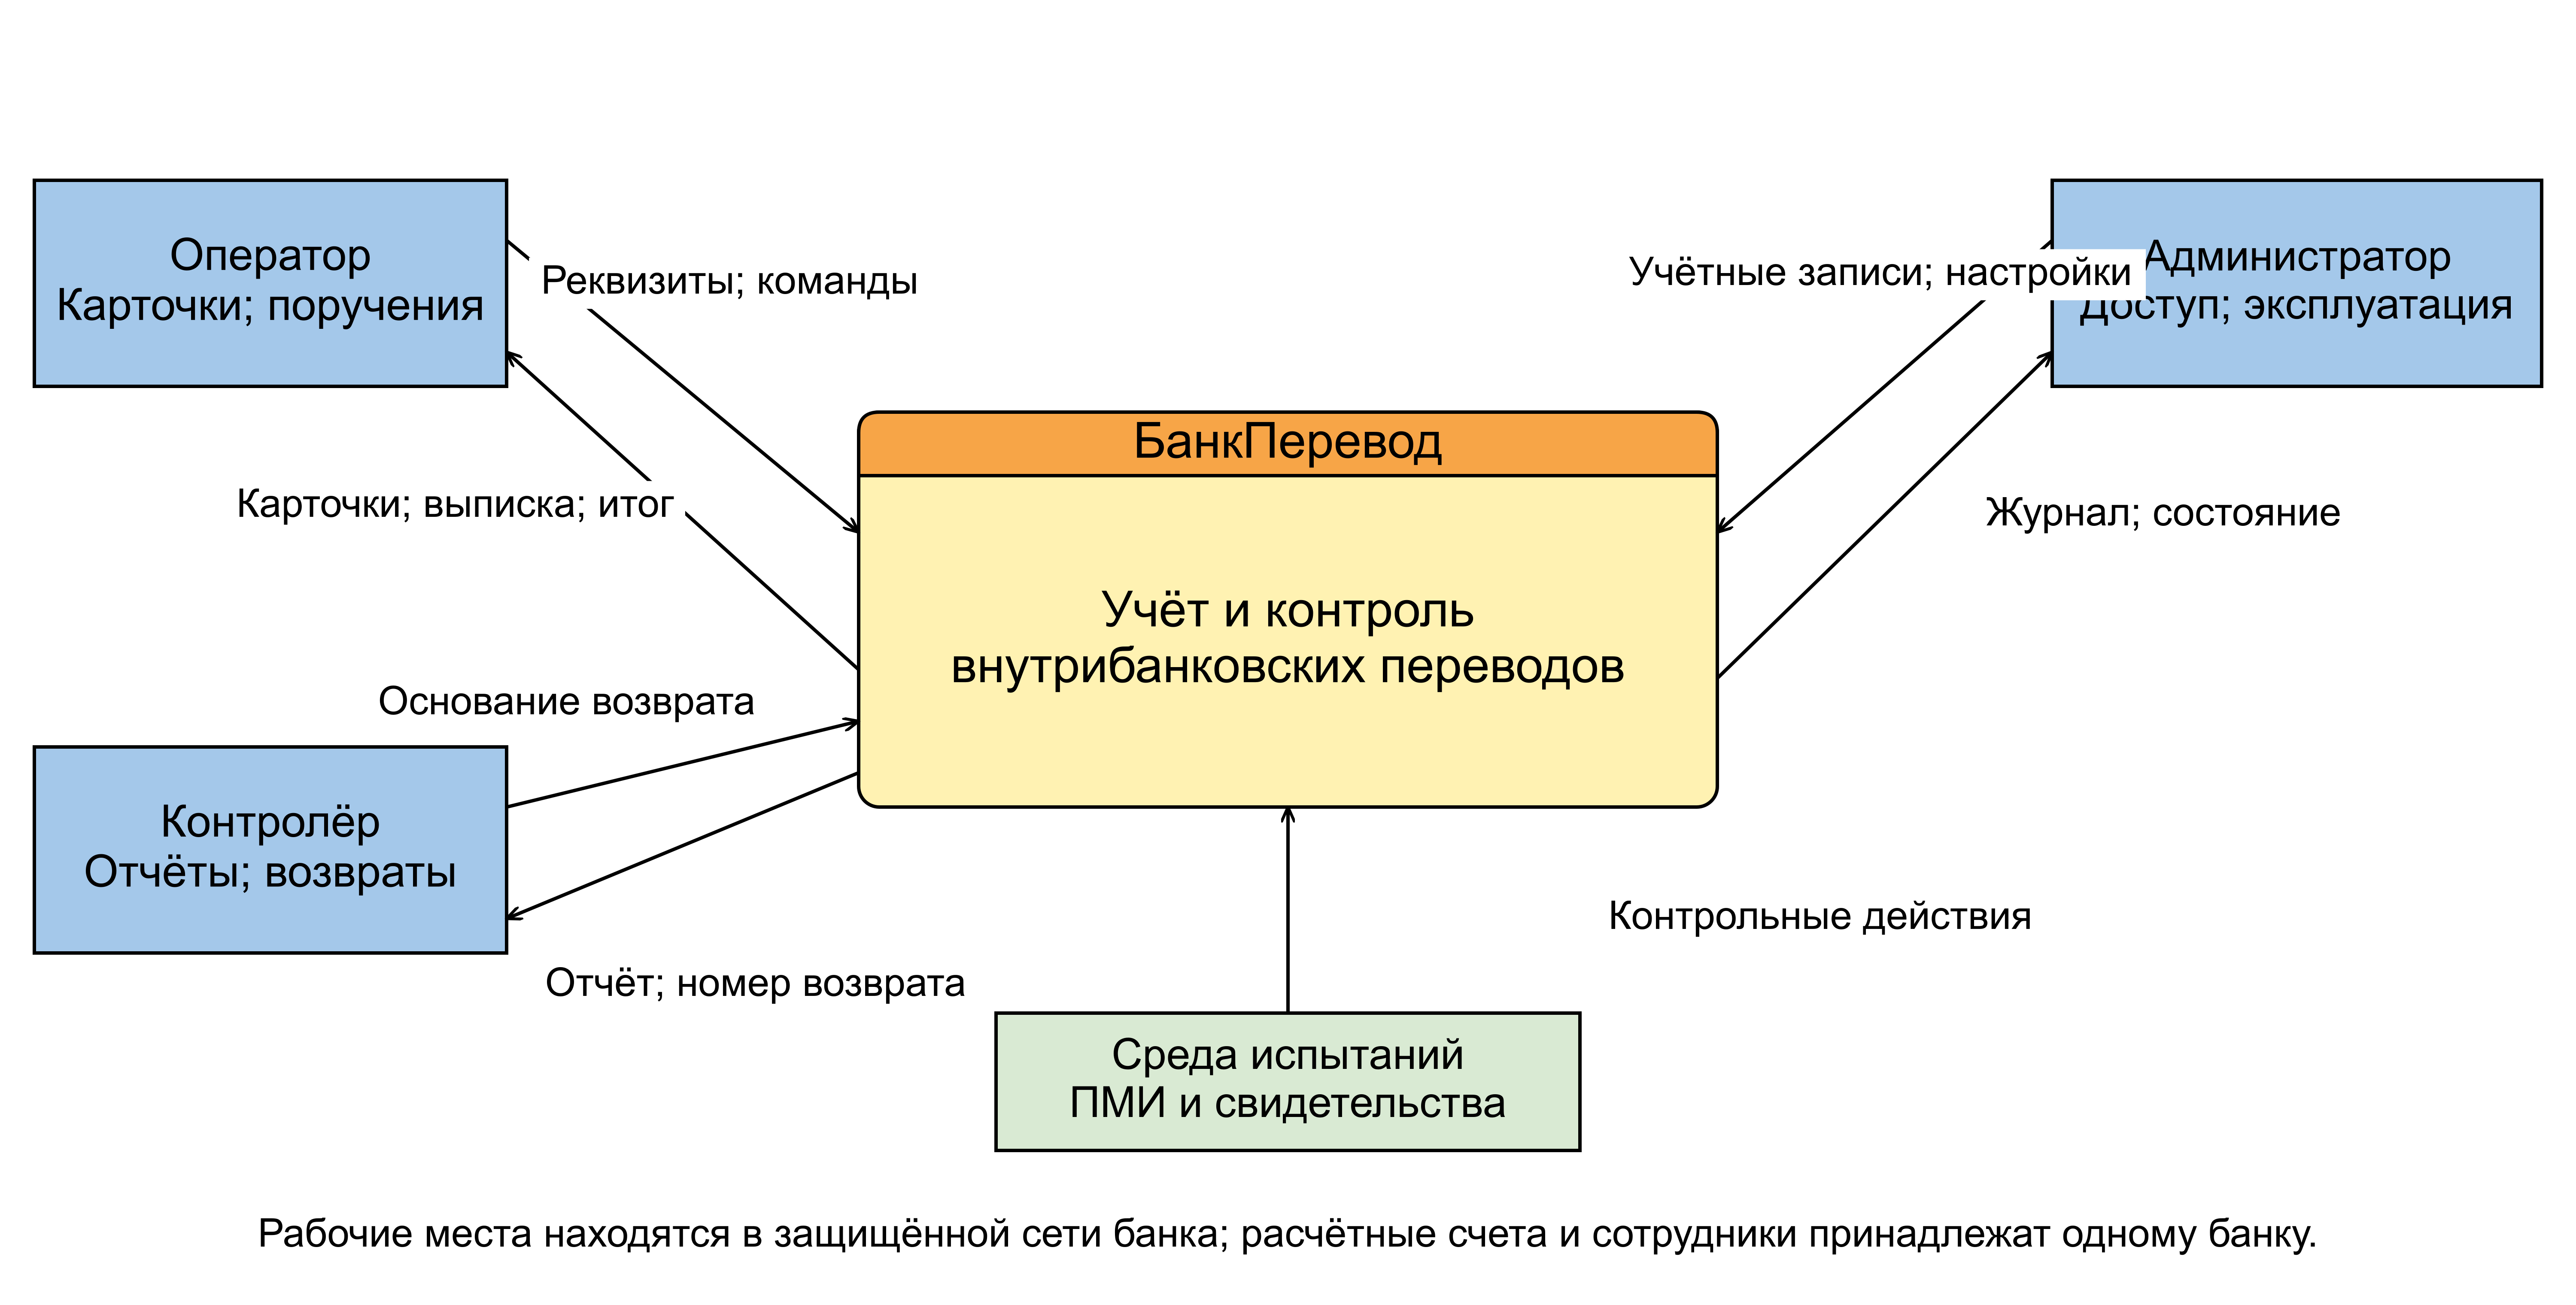 Оператор
Карточки; поручения
Реквизиты; команды
Учётные записи; настройки
Администратор
Доступ; эксплуатация
БанкПеревод
Учёт и контроль
внутрибанковских переводов
Карточки; выписка; итог
Журнал; состояние
Основание возврата
Контролёр
Отчёты; возвраты
Контрольные действия
Отчёт; номер возврата
Среда испытаний
ПМИ и свидетельства
Рабочие места находятся в защищённой сети банка; расчётные счета и сотрудники принадлежат одному банку.